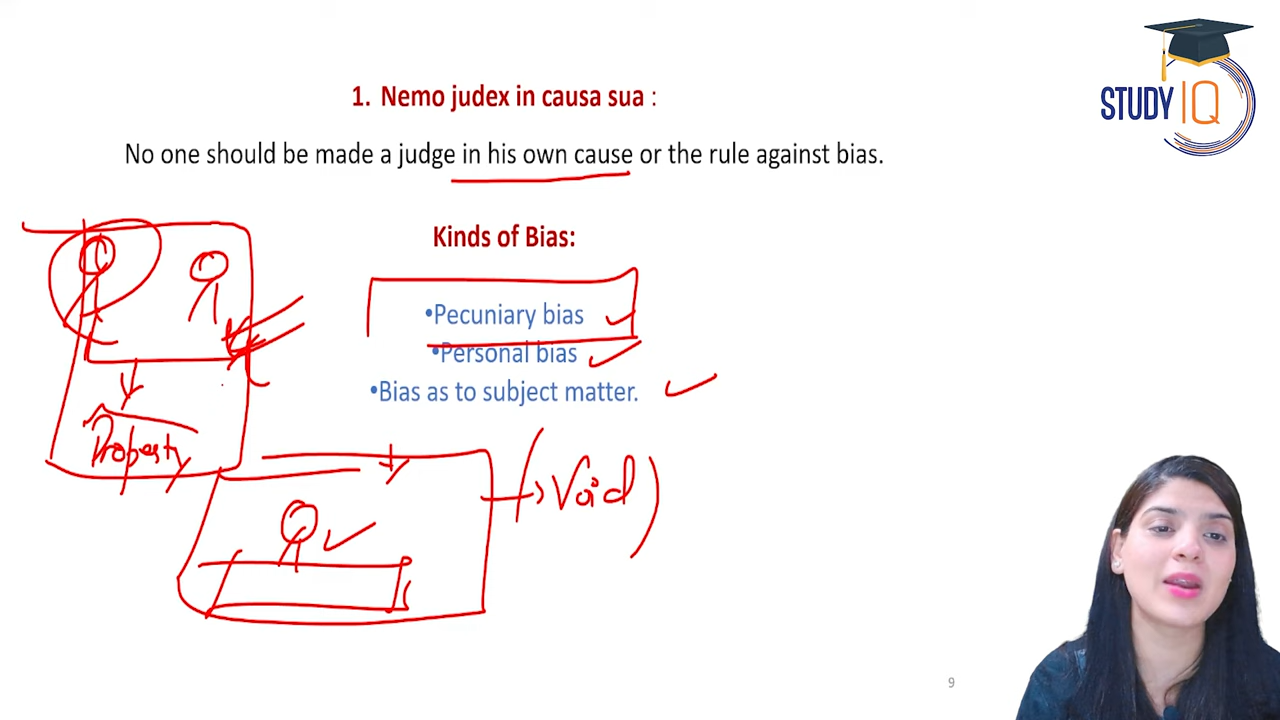 STUDY IQ
1. Nemo judex in causa sua :
No one should be made a judge in his own cause or the rule against bias.
Kinds of Bias:
•Pecuniary bias
•Personal bias
•Bias as to subject matter.
Property
Void
9